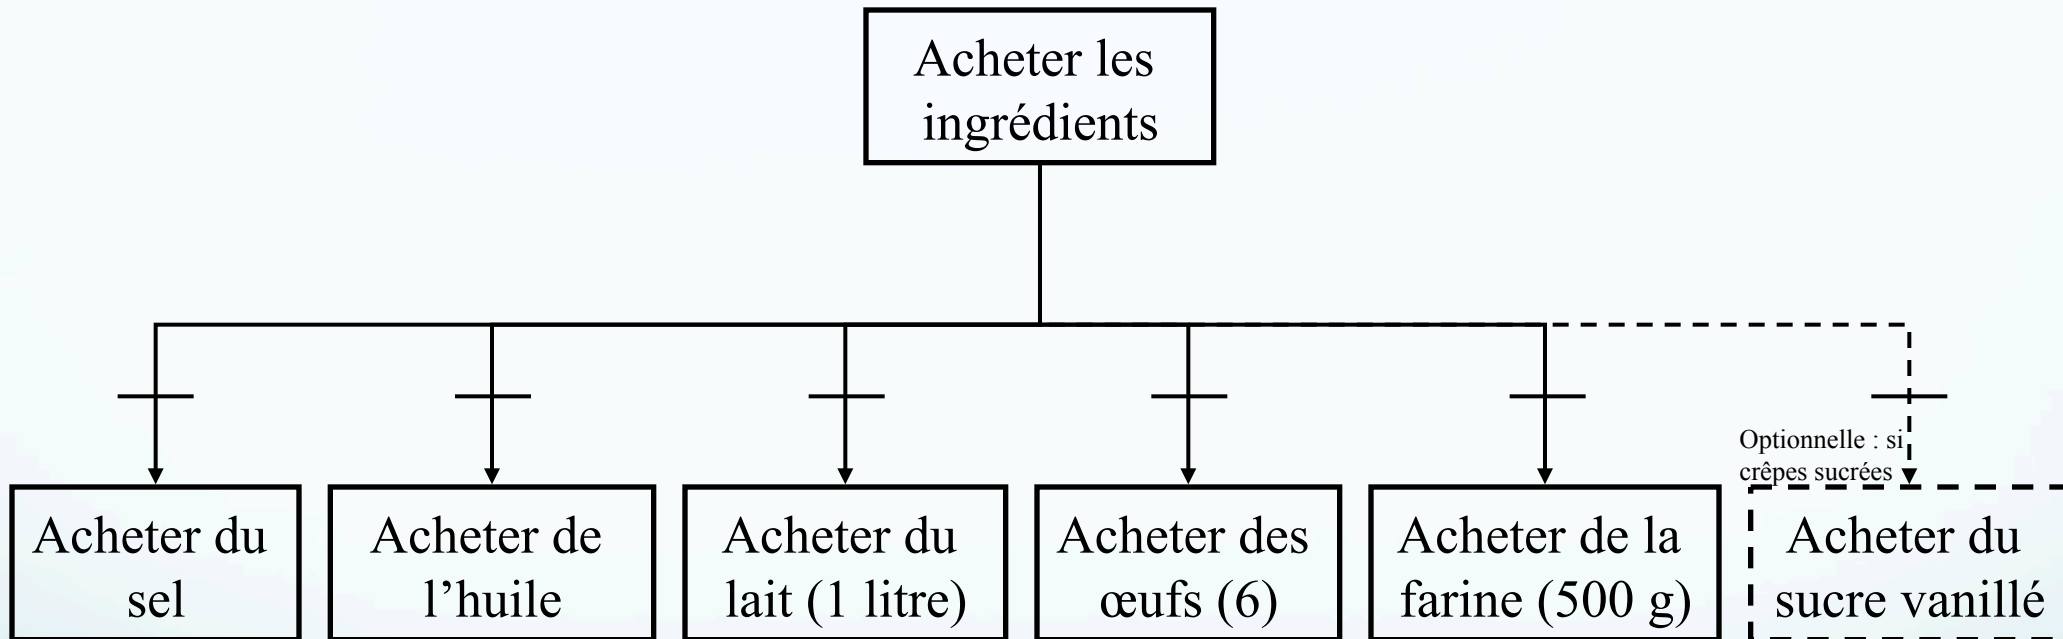 Acheter les
ingrédients
Optionnelle : si
crêpes sucrées
Acheter du
sel
Acheter de
l’huile
Acheter du
lait (1 litre)
Acheter des
œufs (6)
Acheter de la
farine (500 g)
Acheter du
sucre vanillé